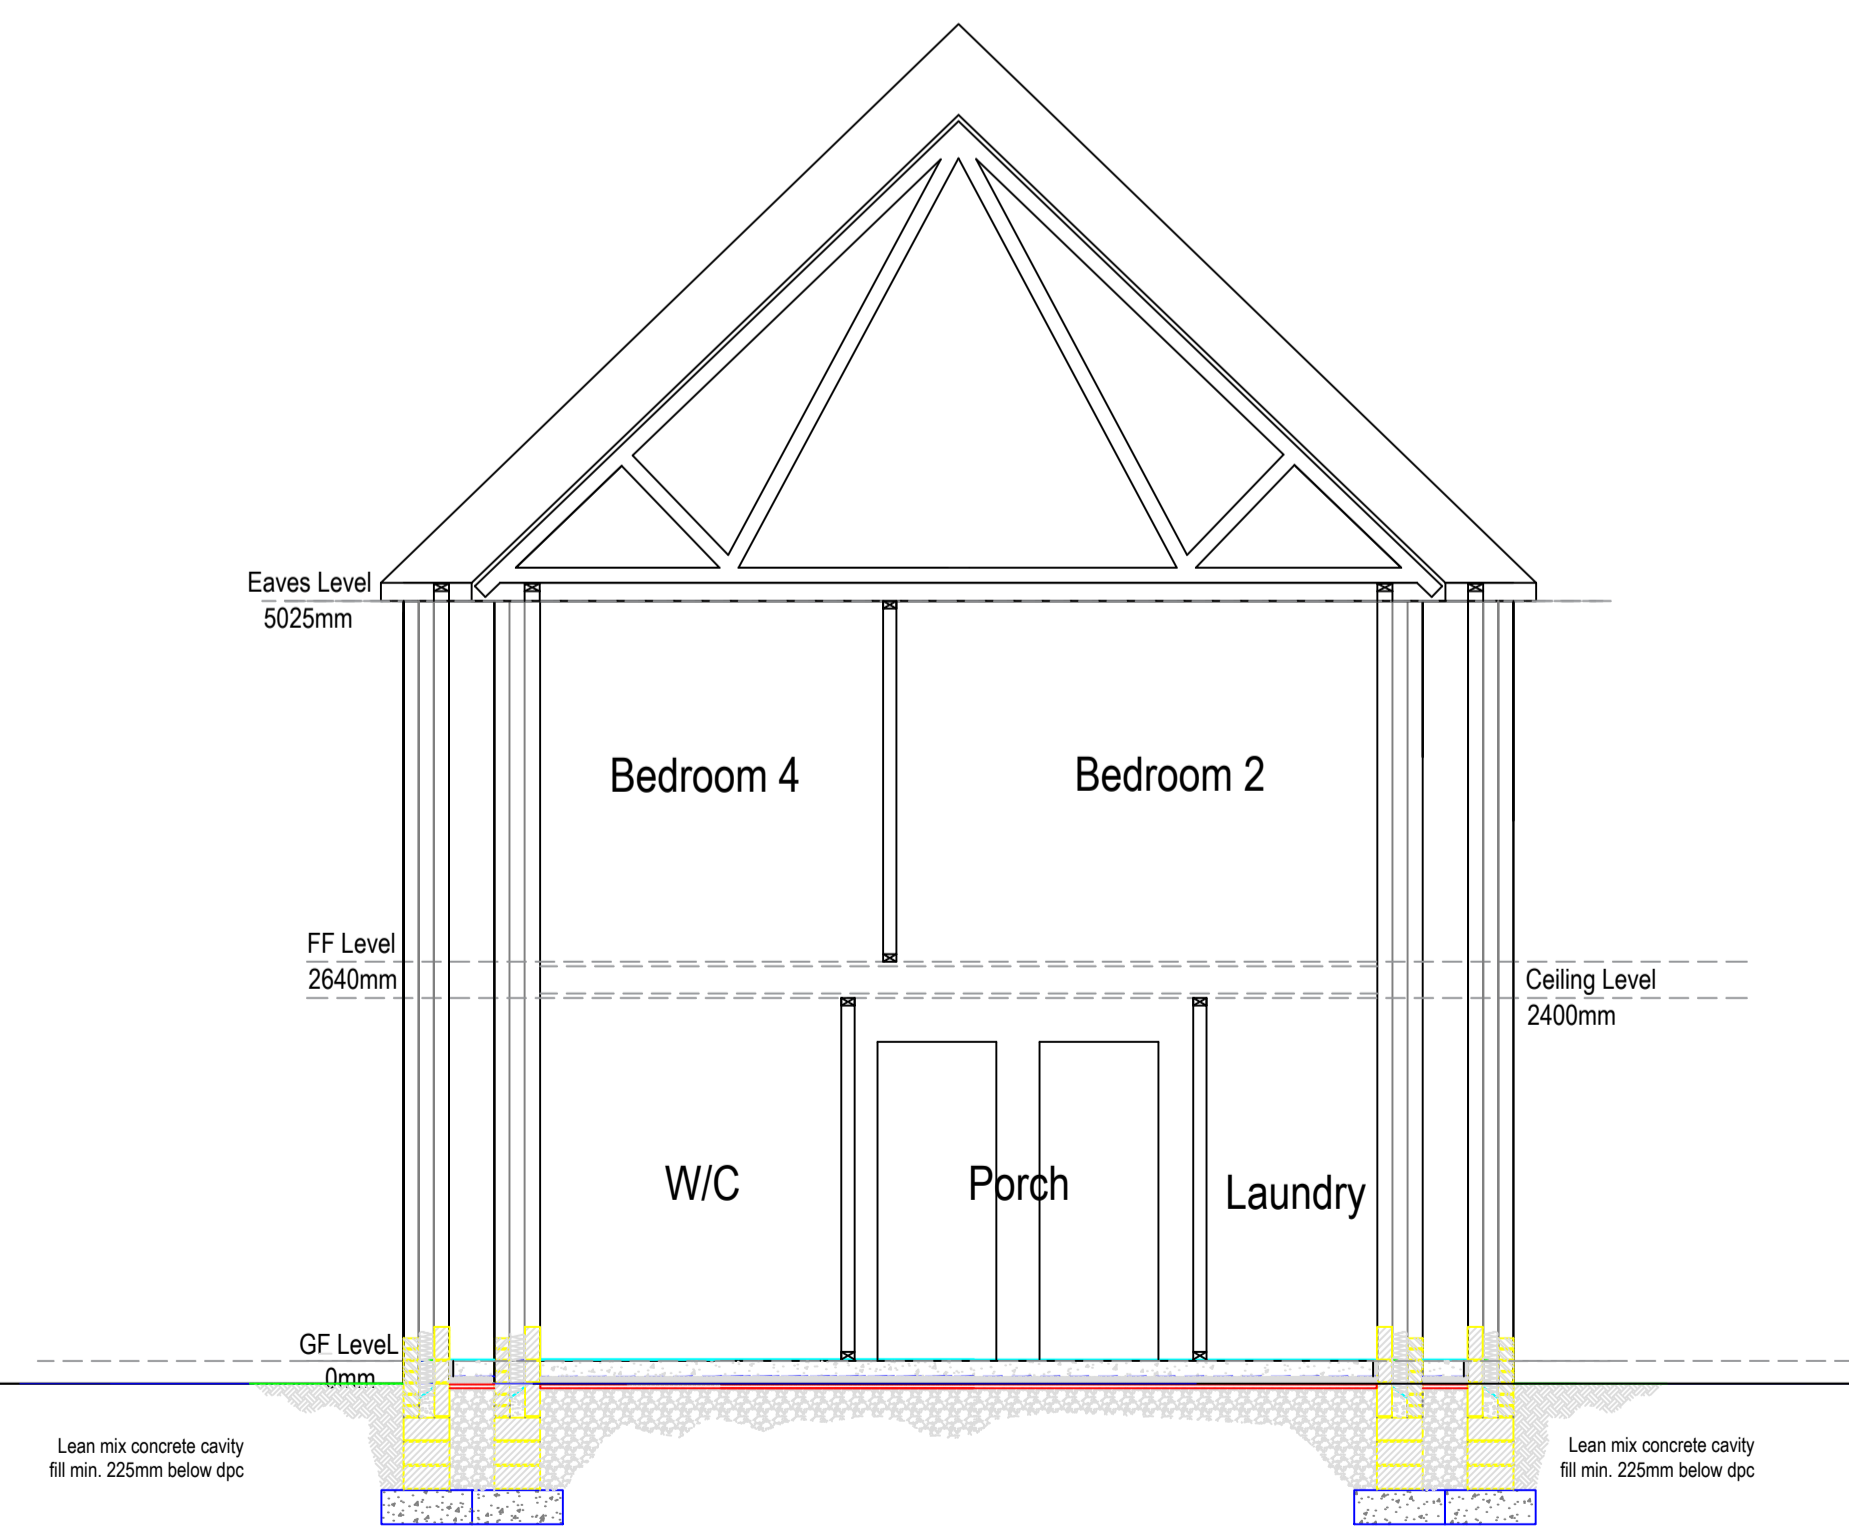 Eaves Level
5025mm
Bedroom 4
Bedroom 2
FF Level
2640mm
Ceiling Level
2400mm
W/C
Porch
Laundry
GF LeveL
0mm
Lean mix concrete cavity
fill min. 225mm below dpc
Lean mix concrete cavity
fill min. 225mm below dpc